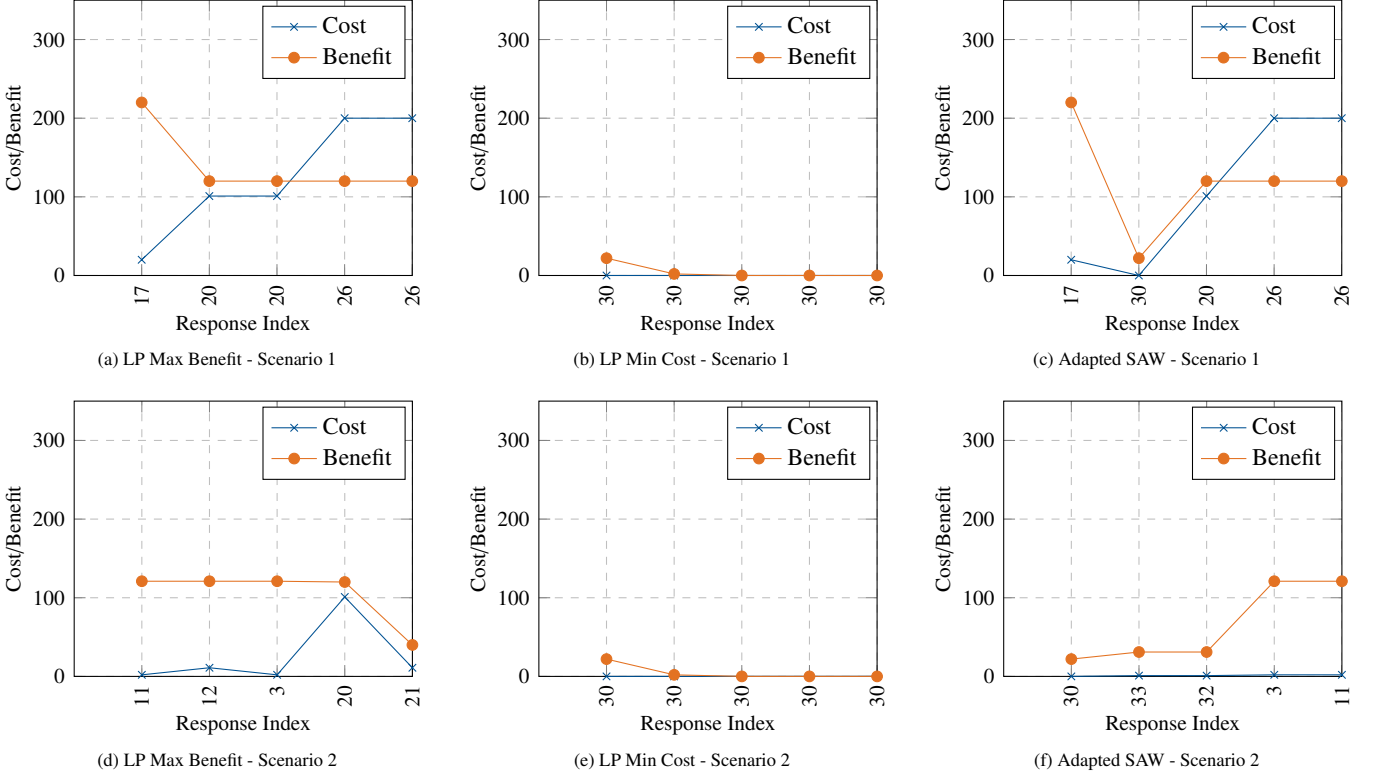 Cost/Benefit
300
200
100
0
Cost
Benefit
17
20
20
26
26
Response Index
(a) LP Max Benefit - Scenario 1
Cost/Benefit
300
200
100
0
Cost
Benefit
30
30
30
30
30
Response Index
(b) LP Min Cost - Scenario 1
Cost/Benefit
300
200
100
0
Cost
Benefit
17
30
20
26
26
Response Index
(c) Adapted SAW - Scenario 1
Cost/Benefit
300
200
100
0
Cost
Benefit
11
12
3
20
21
Response Index
(d) LP Max Benefit - Scenario 2
Cost/Benefit
300
200
100
0
Cost
Benefit
30
30
30
30
30
Response Index
(e) LP Min Cost - Scenario 2
Cost/Benefit
300
200
100
0
Cost
Benefit
30
33
32
3
11
Response Index
(f) Adapted SAW - Scenario 2